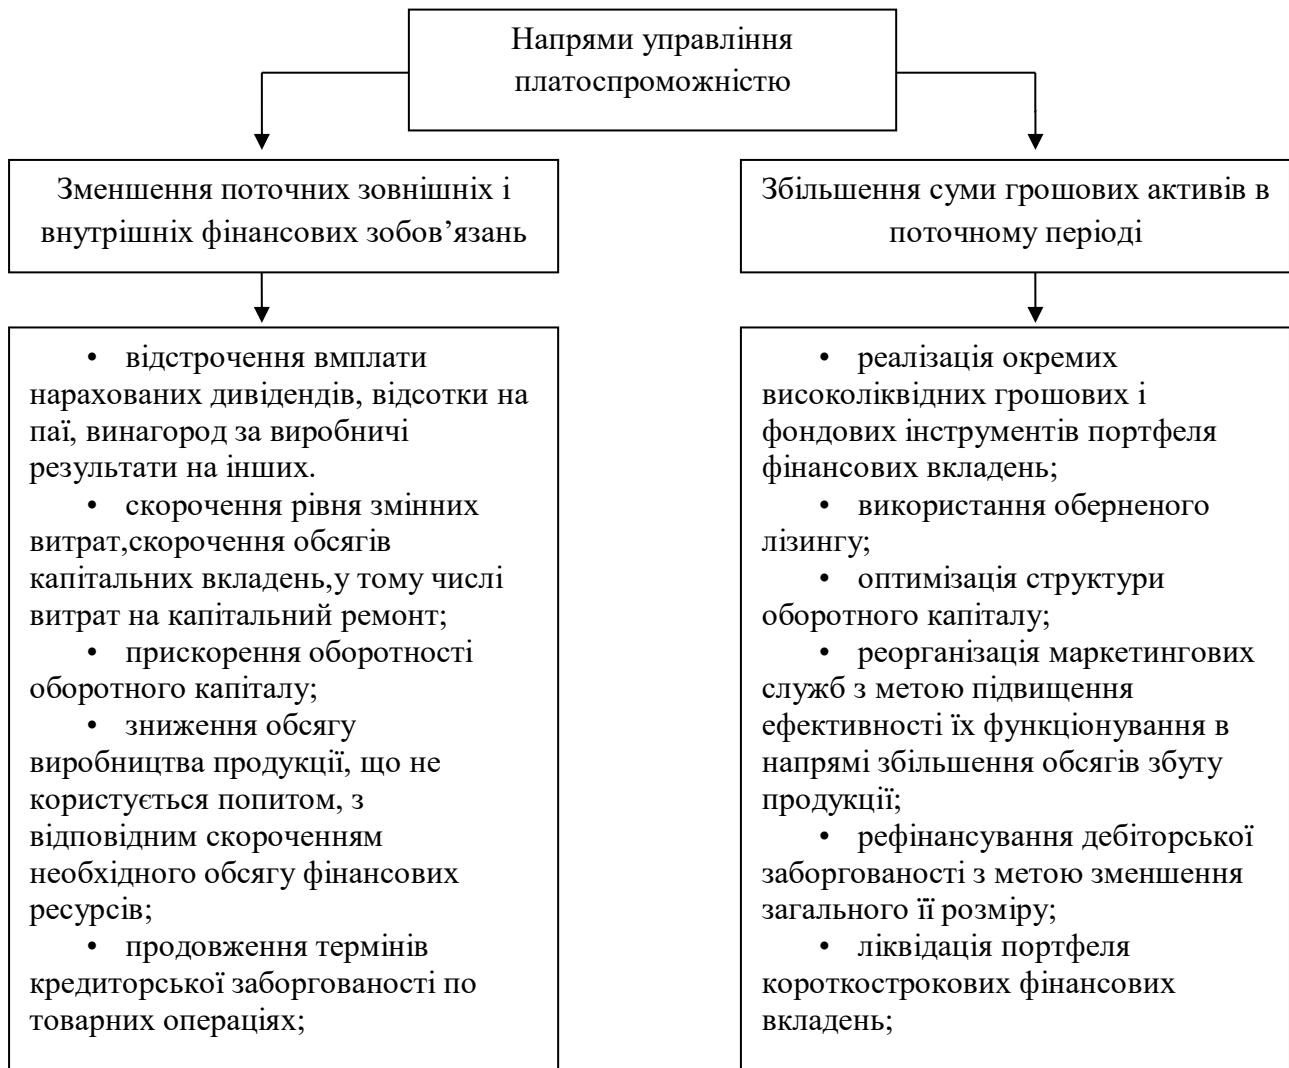 Напрями управління
платоспроможністю
Зменшення поточних зовнішніх і
внутрішніх фінансових зобов’язань
Збільшення суми грошових активів в
поточному періоді
• відстрочення вмплати
нарахованих дивідендів, відсотки на
паї, винагород за виробничі
результати на інших.
• скорочення рівня змінних
витрат,скорочення обсягів
капітальних вкладень,у тому числі
витрат на капітальний ремонт;
• прискорення оборотності
оборотного капіталу;
• зниження обсягу
виробництва продукції, що не
користується попитом, з
відповідним скороченням
необхідного обсягу фінансових
ресурсів;
• продовження термінів
кредиторської заборгованості по
товарних операціях;
• реалізація окремих
високоліквідних грошових і
фондових інструментів портфеля
фінансових вкладень;
• використання оберненого
лізингу;
• оптимізація структури
оборотного капіталу;
• реорганізація маркетингових
служб з метою підвищення
ефективності їх функціонування в
напрямі збільшення обсягів збуту
продукції;
• рефінансування дебіторської
заборгованості з метою зменшення
загального її розміру;
• ліквідація портфеля
короткострокових фінансових
вкладень;